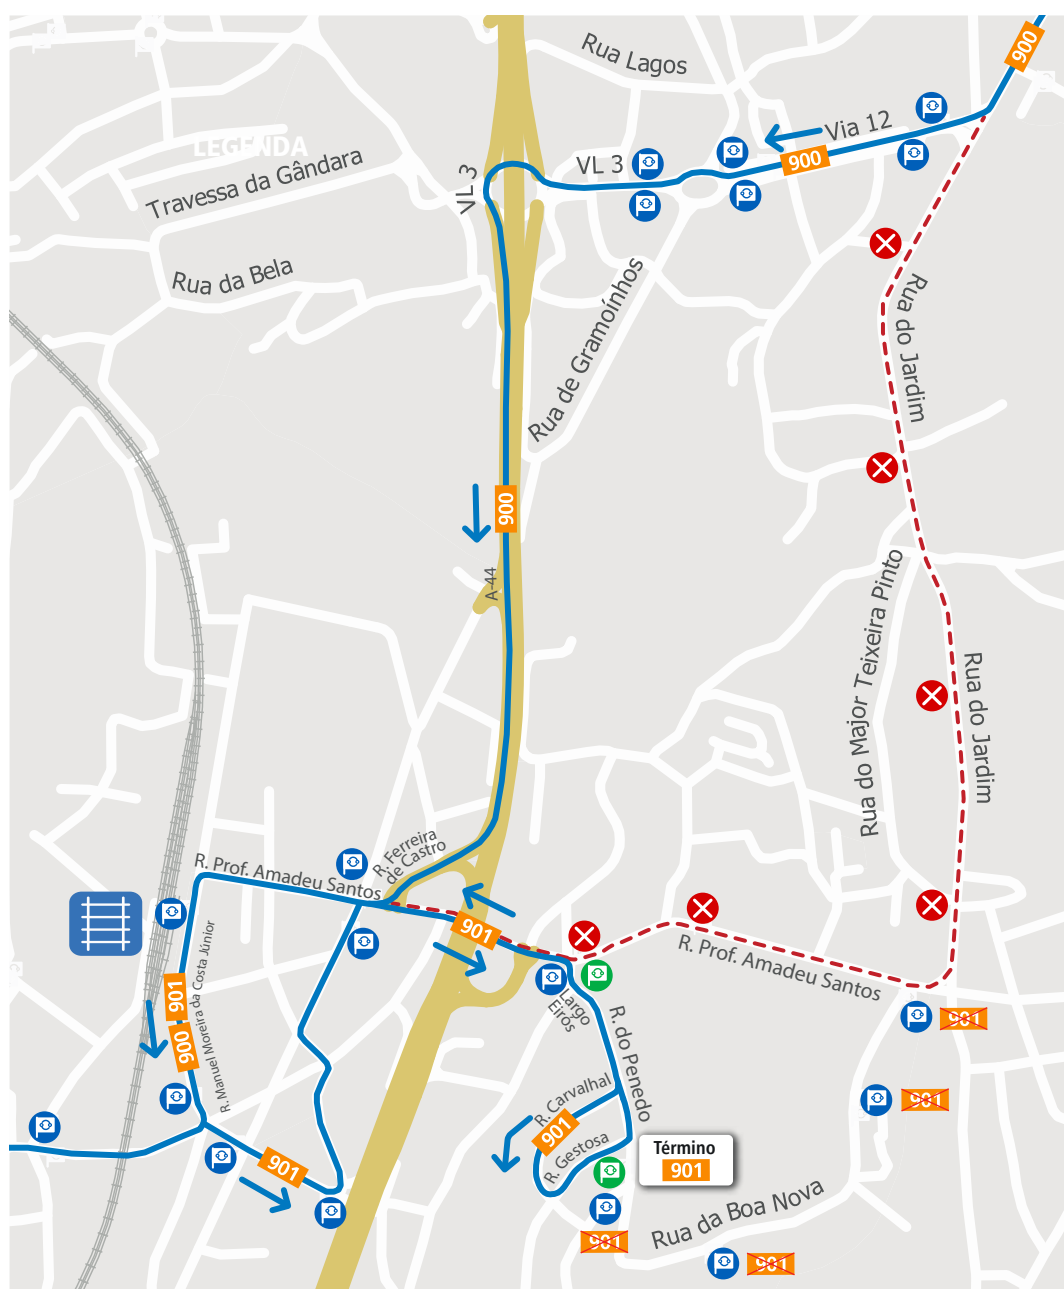 900
Rua Lagos
Via 12
LEGENDA
900
VL 3
Travessa da Gândara
VL 3
Rua da Bela
Rua do Jardim
Rua de Gramoínhos
900
A-44
Rua do Major Teixeira Pinto
Rua do Jardim
R. Ferreira
de Castro
R. Prof. Amadeu Santos
901
R. Prof. Amadeu Santos
R. Manuel Moreira da Costa Júnior
901
900
Largo
Eirós
R. do Penedo
901
R. Carvalhal
901
901
R. Gestosa
Término
901
901
Rua da Boa Nova
901
901